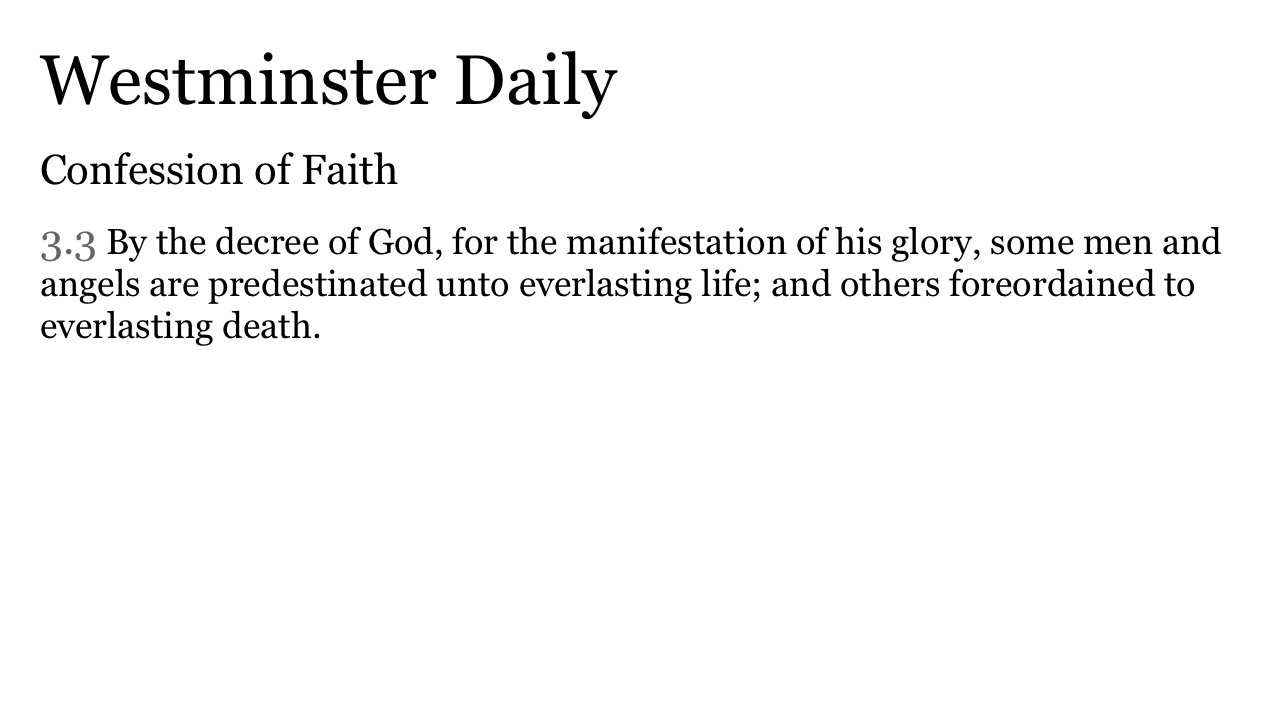 Westminster Daily
Confession of Faith
3.3 By the decree of God, for the manifestation of his glory, some men and
angels are predestinated unto everlasting life; and others foreordained to
everlasting death.